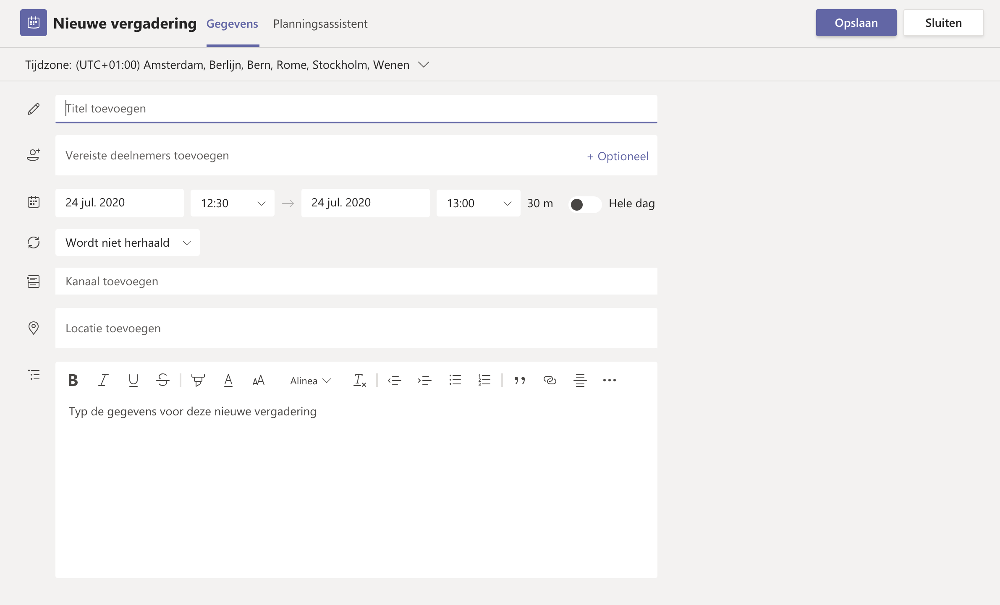 Nieuwe vergadering Gegevens Planningsassistent Opslaan Sluiten
Tijdzone: (UTC+01:00) Amsterdam, Berlijn, Bern, Rome, Stockholm, Wenen
Titel toevoegen
Vereiste deelnemers toevoegen + Optioneel
24 jul. 2020 12:30 → 24 jul. 2020 13:00 30 m Hele dag
Wordt niet herhaald
Kanaal toevoegen
Locatie toevoegen
B I U S A AA Alinea Tx
Typ de gegevens voor deze nieuwe vergadering